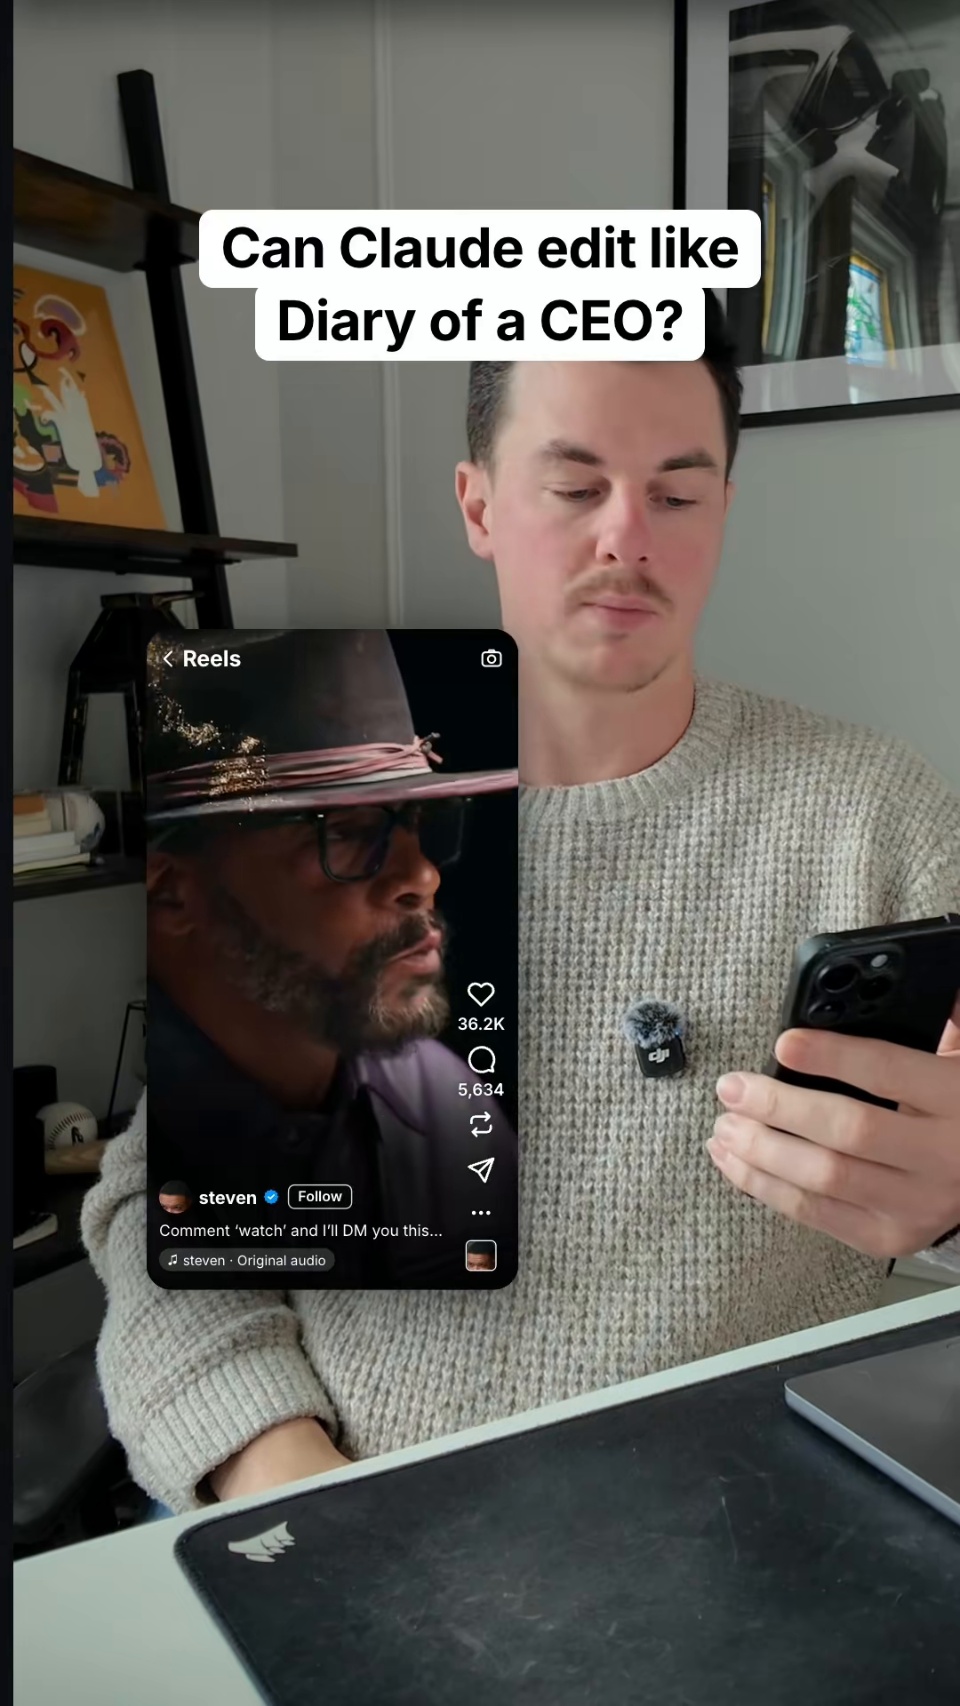 Can Claude edit like
Diary of a CEO?
Reels
36.2K
5,634
steven
Follow
Comment ‘watch’ and I’ll DM you this...
steven · Original audio
dji